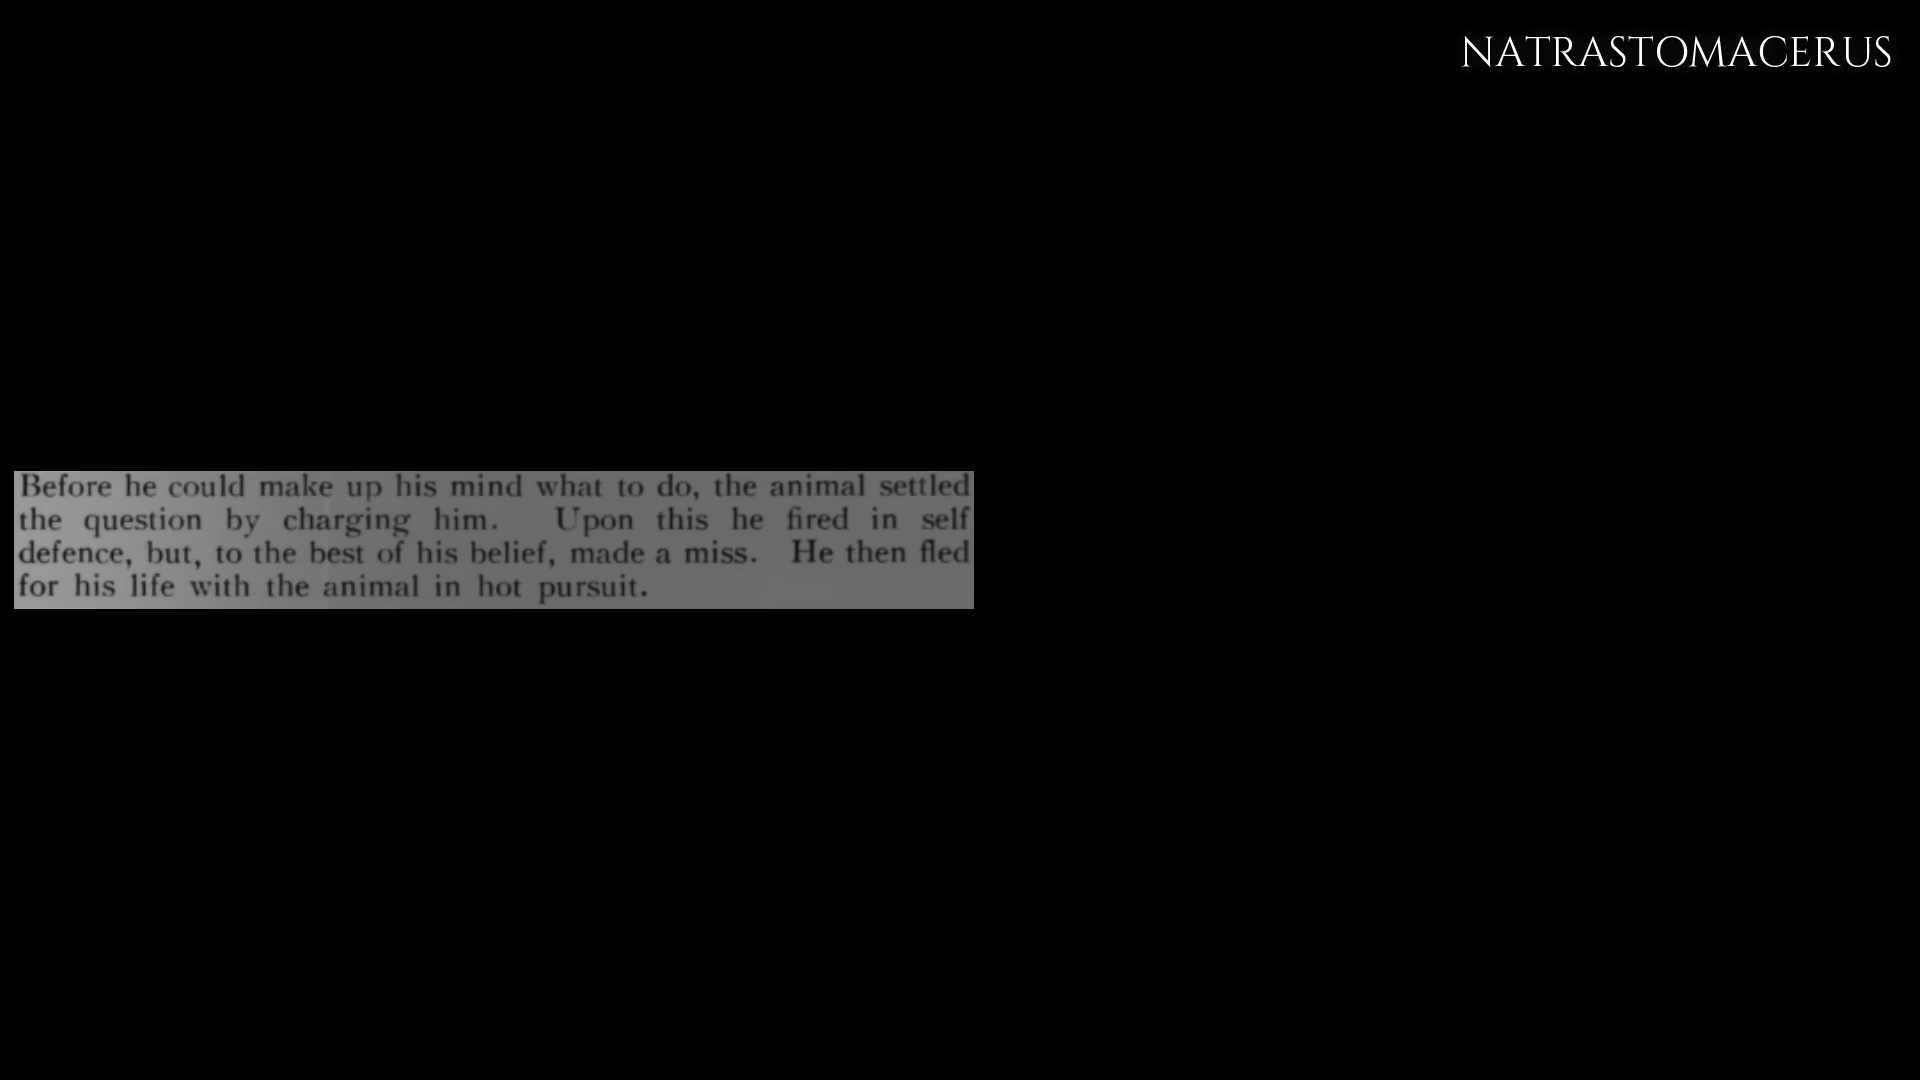 NATRASTOMACERUS
Before he could make up his mind what to do, the animal settled
the question by charging him. Upon this he fired in self
defence, but, to the best of his belief, made a miss. He then fled
for his life with the animal in hot pursuit.